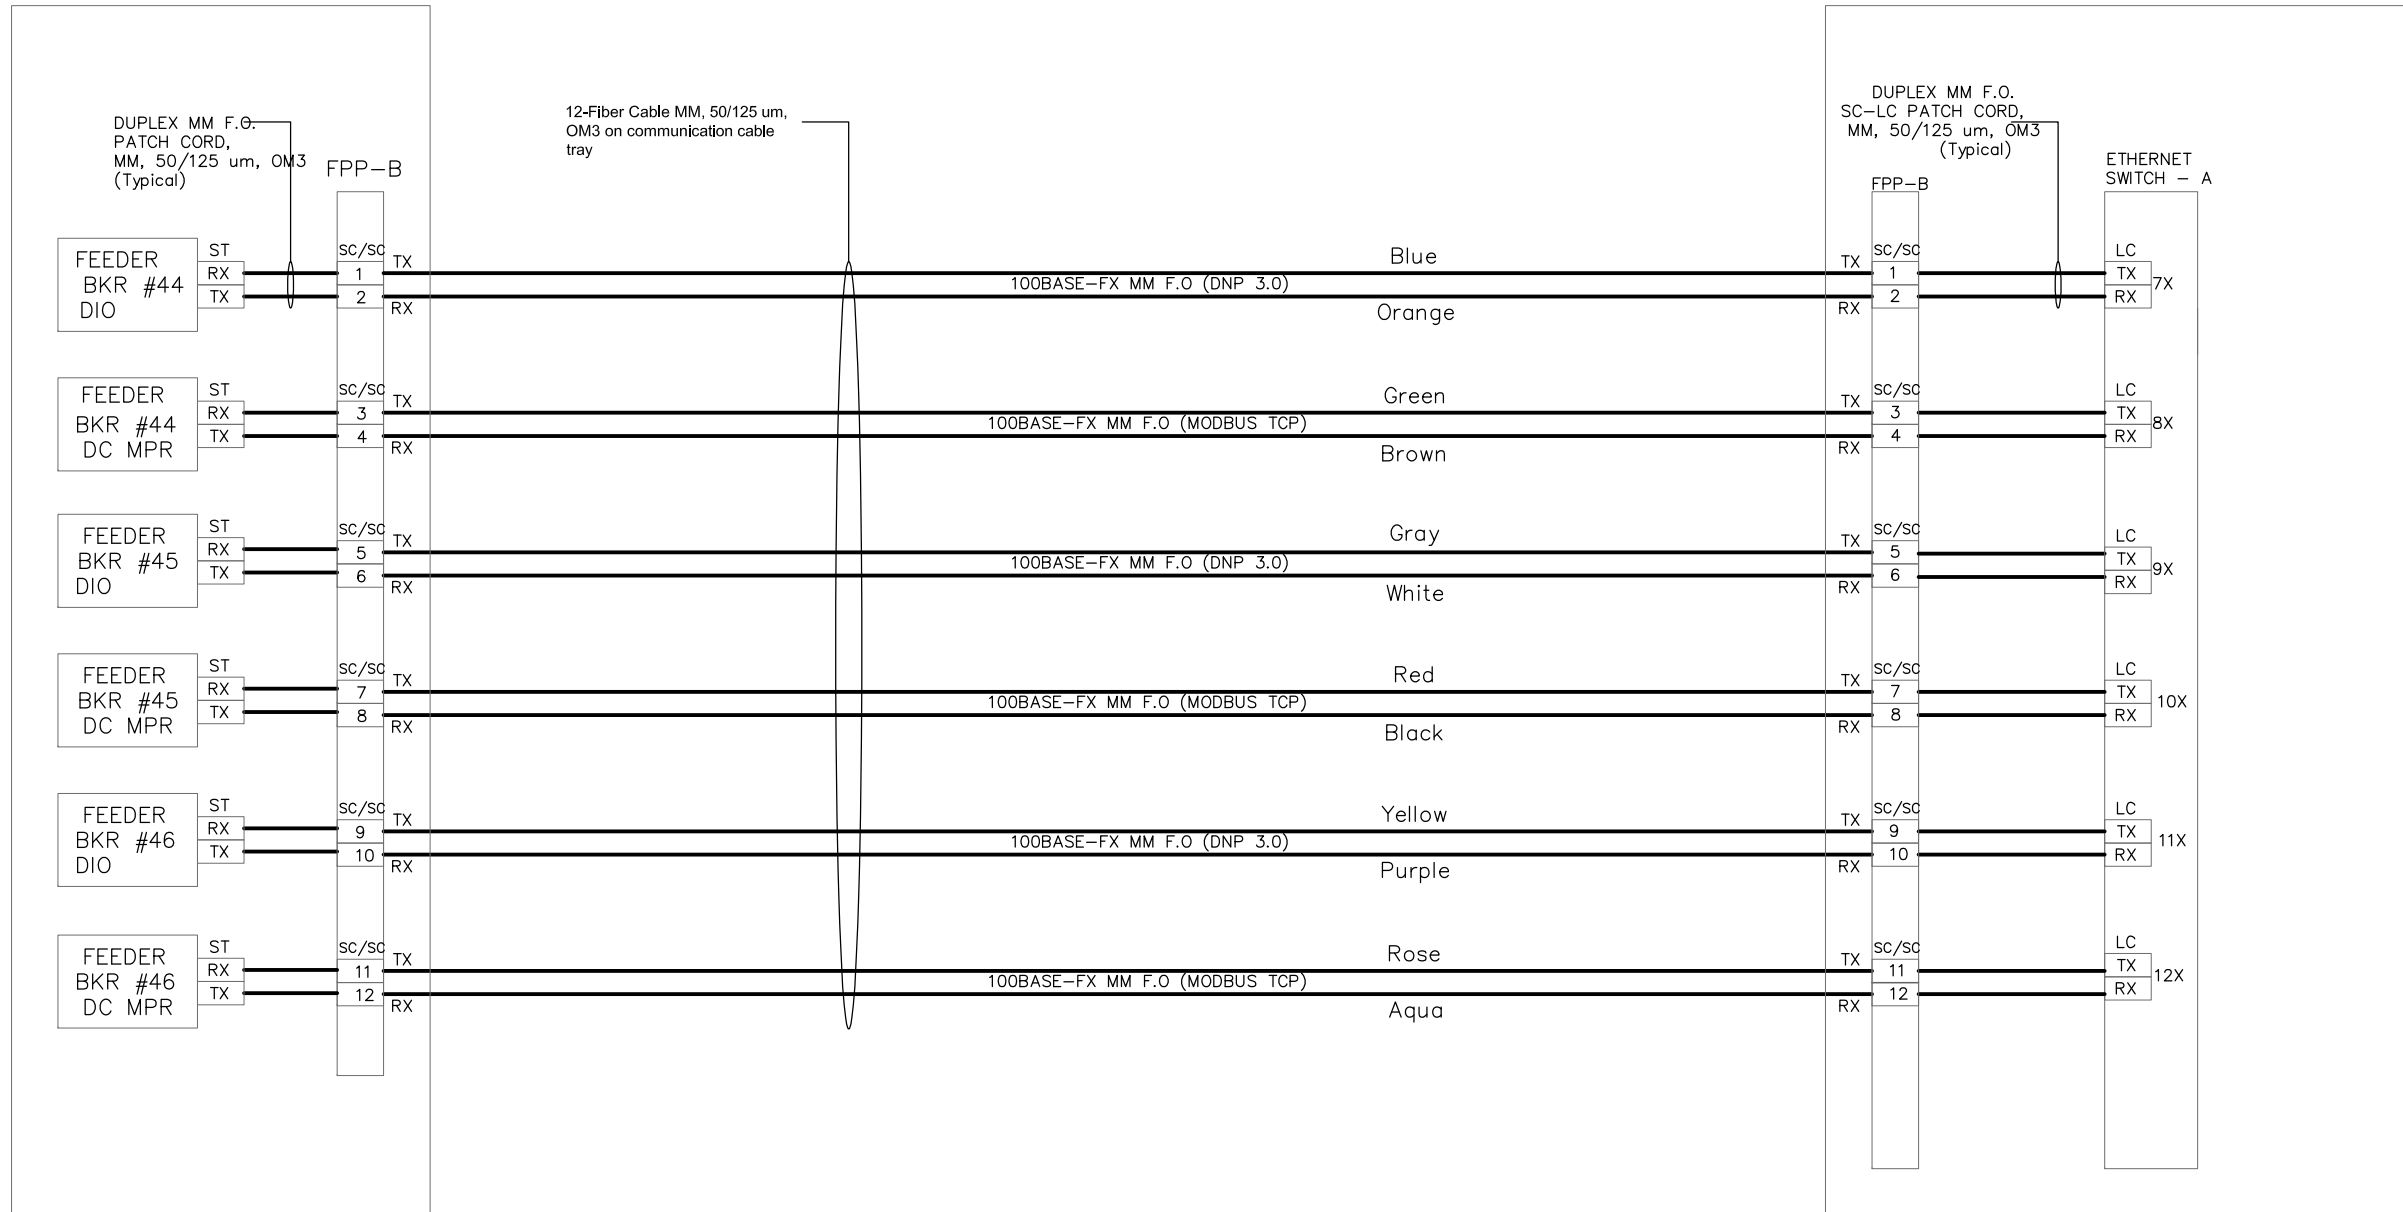 DUPLEX MM F.O.
PATCH CORD,
MM, 50/125 um, OM3
(Typical)
FPP-B
12-Fiber Cable MM, 50/125 um,
OM3 on communication cable
tray
DUPLEX MM F.O.
SC-LC PATCH CORD,
MM, 50/125 um, OM3
(Typical)
FPP-B
ETHERNET
SWITCH - A
FEEDER
BKR #44
DIO
ST
RX
TX
SC/SC
1
2
TX
RX
Blue
100BASE-FX MM F.O (DNP 3.0)
Orange
TX
RX
SC/SC
1
2
LC
TX
RX
7X
FEEDER
BKR #44
DC MPR
ST
RX
TX
SC/SC
3
4
TX
RX
Green
100BASE-FX MM F.O (MODBUS TCP)
Brown
TX
RX
SC/SC
3
4
LC
TX
RX
8X
FEEDER
BKR #45
DIO
ST
RX
TX
SC/SC
5
6
TX
RX
Gray
100BASE-FX MM F.O (DNP 3.0)
White
TX
RX
SC/SC
5
6
LC
TX
RX
9X
FEEDER
BKR #45
DC MPR
ST
RX
TX
SC/SC
7
8
TX
RX
Red
100BASE-FX MM F.O (MODBUS TCP)
Black
TX
RX
SC/SC
7
8
LC
TX
RX
10X
FEEDER
BKR #46
DIO
ST
RX
TX
SC/SC
9
10
TX
RX
Yellow
100BASE-FX MM F.O (DNP 3.0)
Purple
TX
RX
SC/SC
9
10
LC
TX
RX
11X
FEEDER
BKR #46
DC MPR
ST
RX
TX
SC/SC
11
12
TX
RX
Rose
100BASE-FX MM F.O (MODBUS TCP)
Aqua
TX
RX
SC/SC
11
12
LC
TX
RX
12X